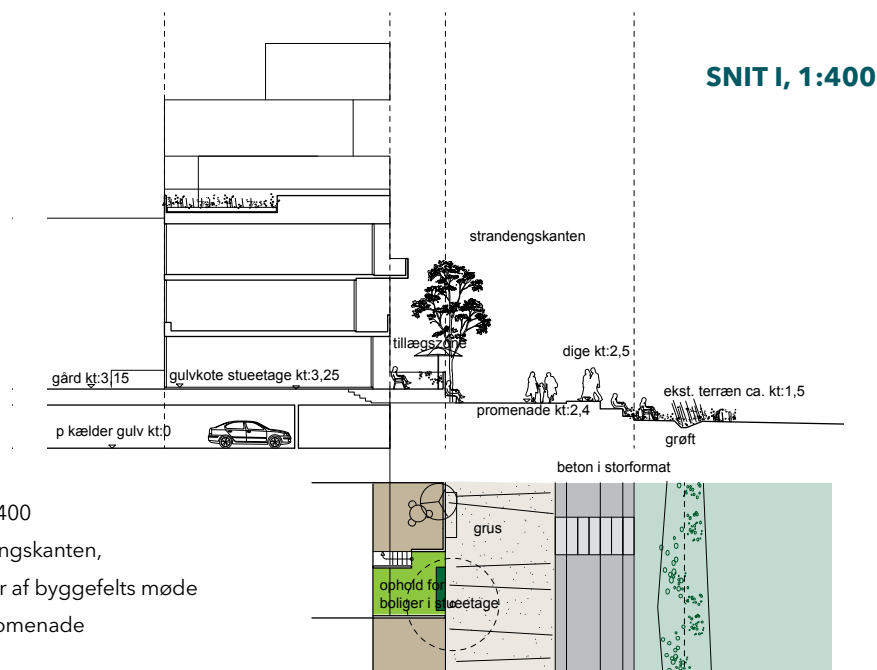 SNIT I, 1:400
strandengskanten
tillægszone
dige kt:2,5
gård kt:3,15
gulvkote stueetage kt:3,25
ekst. terræn ca. kt:1,5
promenade kt:2,4
p kælder gulv kt:0
grøft
beton i storformat
400
ngskanten,
r af byggefelts møde
omenade
grus
ophold for
boliger i stueetage